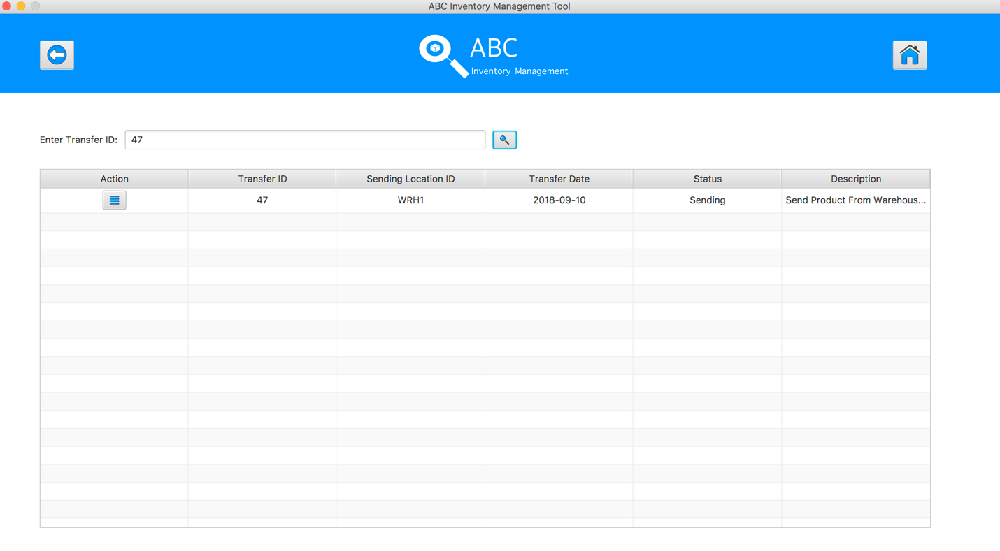 ABC Inventory Management Tool
ABC
Inventory Management
Enter Transfer ID: 47
Action Transfer ID Sending Location ID Transfer Date Status Description
47 WRH1 2018-09-10 Sending Send Product From Warehous...